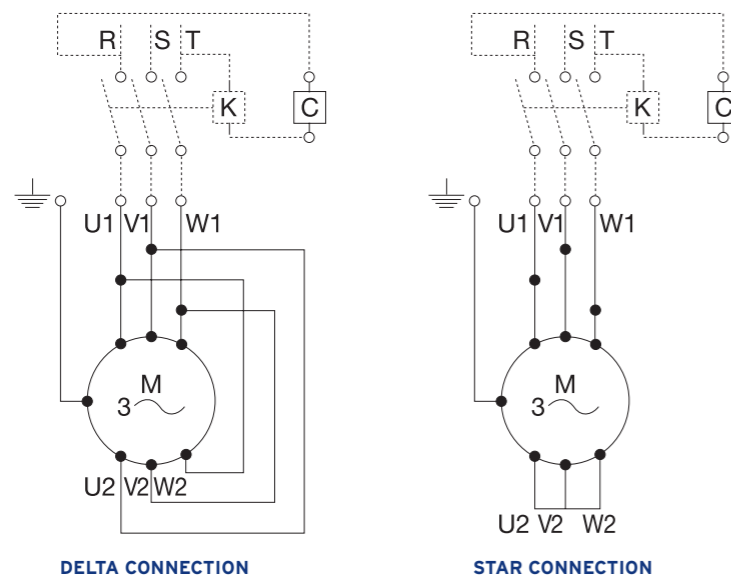 R S T
K C
U1 V1 W1
M
3
U2 V2 W2
DELTA CONNECTION
R S T
K C
U1 V1 W1
M
3
U2 V2 W2
STAR CONNECTION